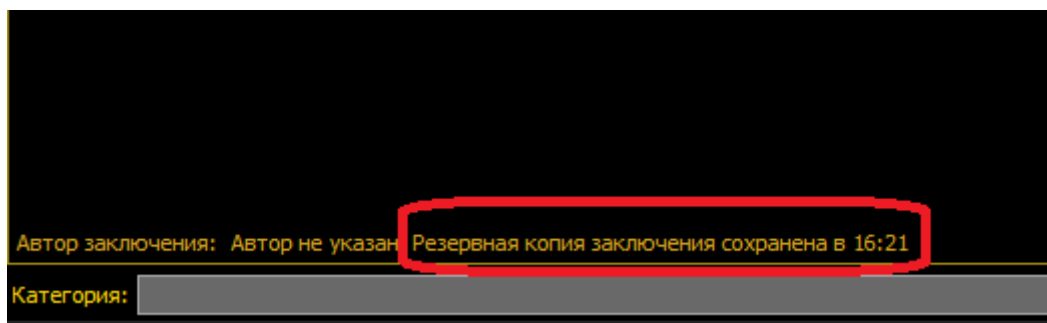 Автор заключения: Автор не указан Резервная копия заключения сохранена в 16:21
Категория: